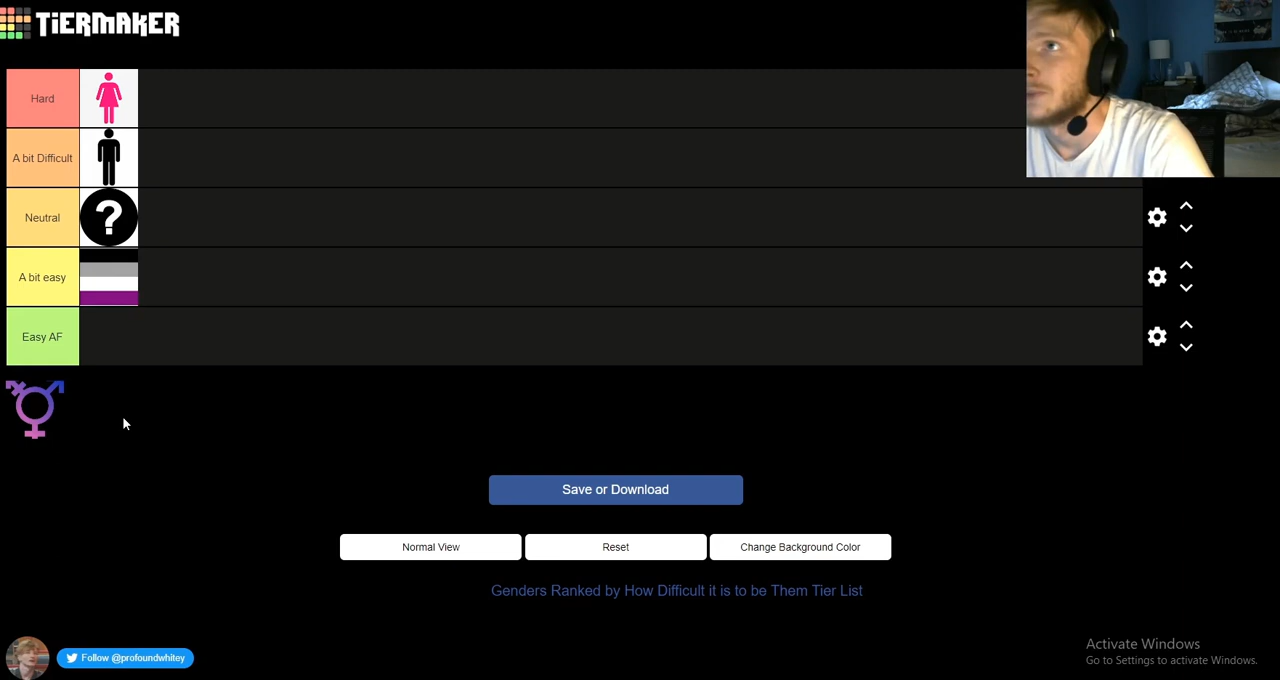 TIERMAKER
Hard
A bit Difficult
Neutral
?
A bit easy
Easy AF
Save or Download
Normal View
Reset
Change Background Color
Genders Ranked by How Difficult it is to be Them Tier List
Follow @profoundwhitey
Activate Windows
Go to Settings to activate Windows.